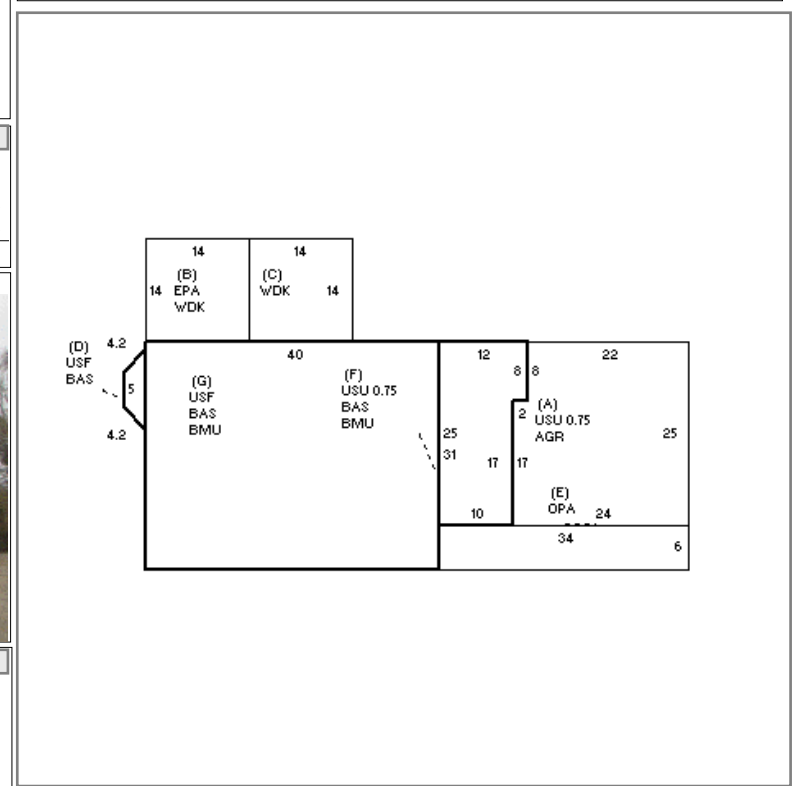 14
14
(B)
EPA
WDK
14
(C)
WDK
14
(D)
USF
BAS
4.2
5
4.2
40
(G)
USF
BAS
BMU
(F)
USU 0.75
BAS
BMU
12
8
8
22
2
(A)
USU 0.75
AGR
25
31
17
17
25
10
(E)
OPA
24
34
6